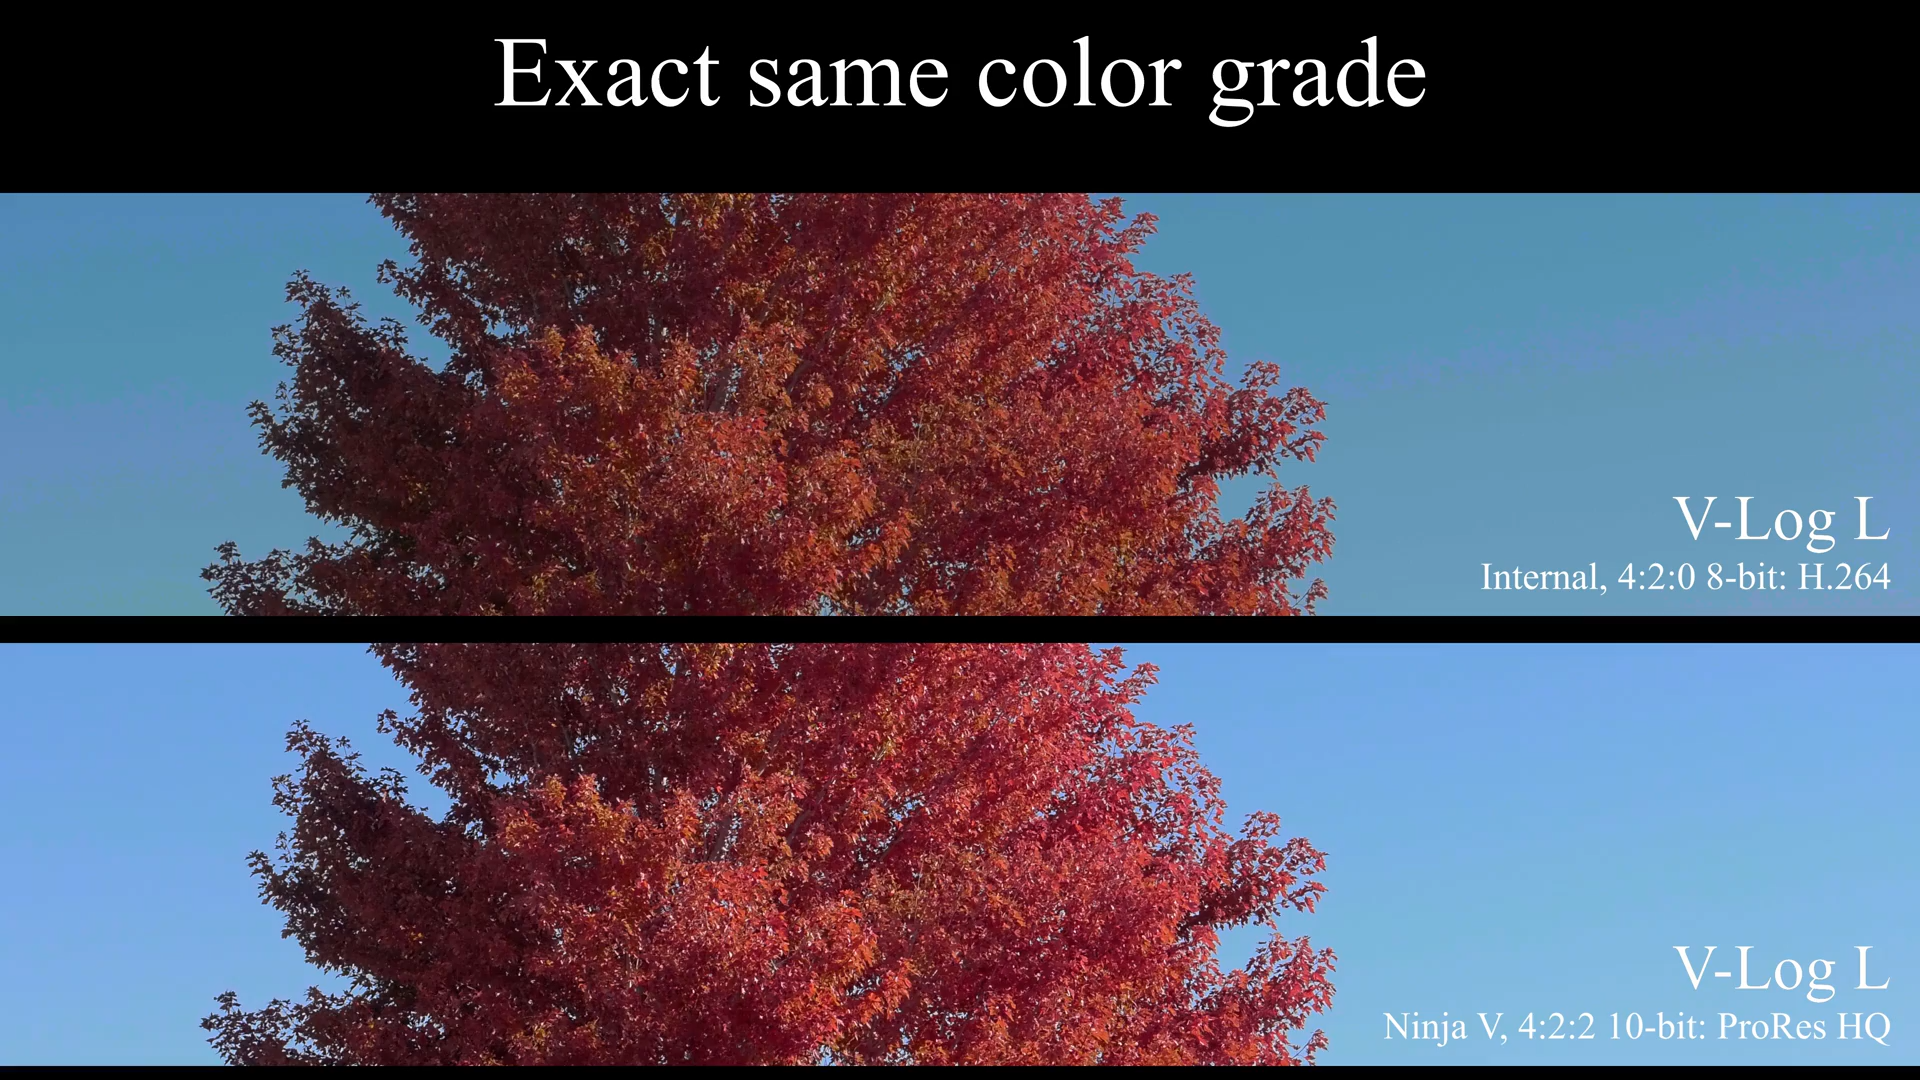 Exact same color grade
V-Log L
Internal, 4:2:0 8-bit: H.264
V-Log L
Ninja V, 4:2:2 10-bit: ProRes HQ